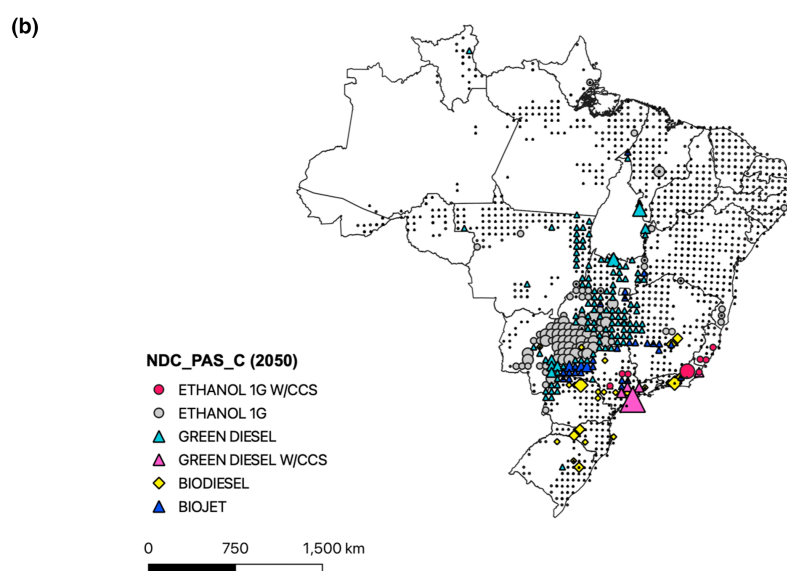 (b)
NDC_PAS_C (2050)
ETHANOL 1G W/CCS
ETHANOL 1G
GREEN DIESEL
GREEN DIESEL W/CCS
BIODIESEL
BIOJET
0 750 1,500 km